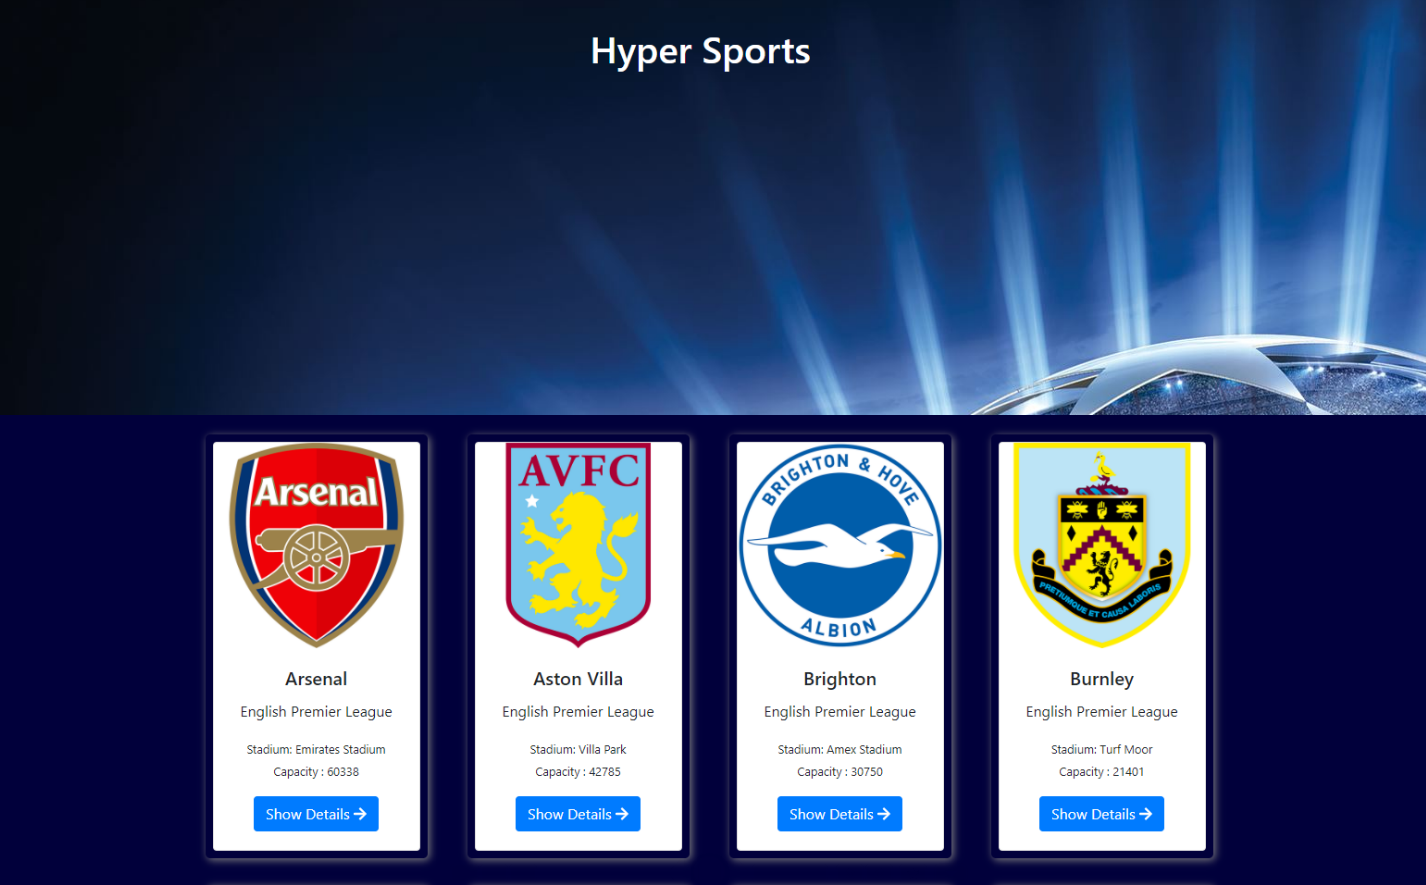 Hyper Sports
Arsenal
AVFC
BRIGHTON & HOVE
ALBION
PRETIUMQUE ET CAUSA LABORIS
Arsenal
Aston Villa
Brighton
Burnley
English Premier League
English Premier League
English Premier League
English Premier League
Stadium: Emirates Stadium
Stadium: Villa Park
Stadium: Amex Stadium
Stadium: Turf Moor
Capacity : 60338
Capacity : 42785
Capacity : 30750
Capacity : 21401
Show Details →
Show Details →
Show Details →
Show Details →